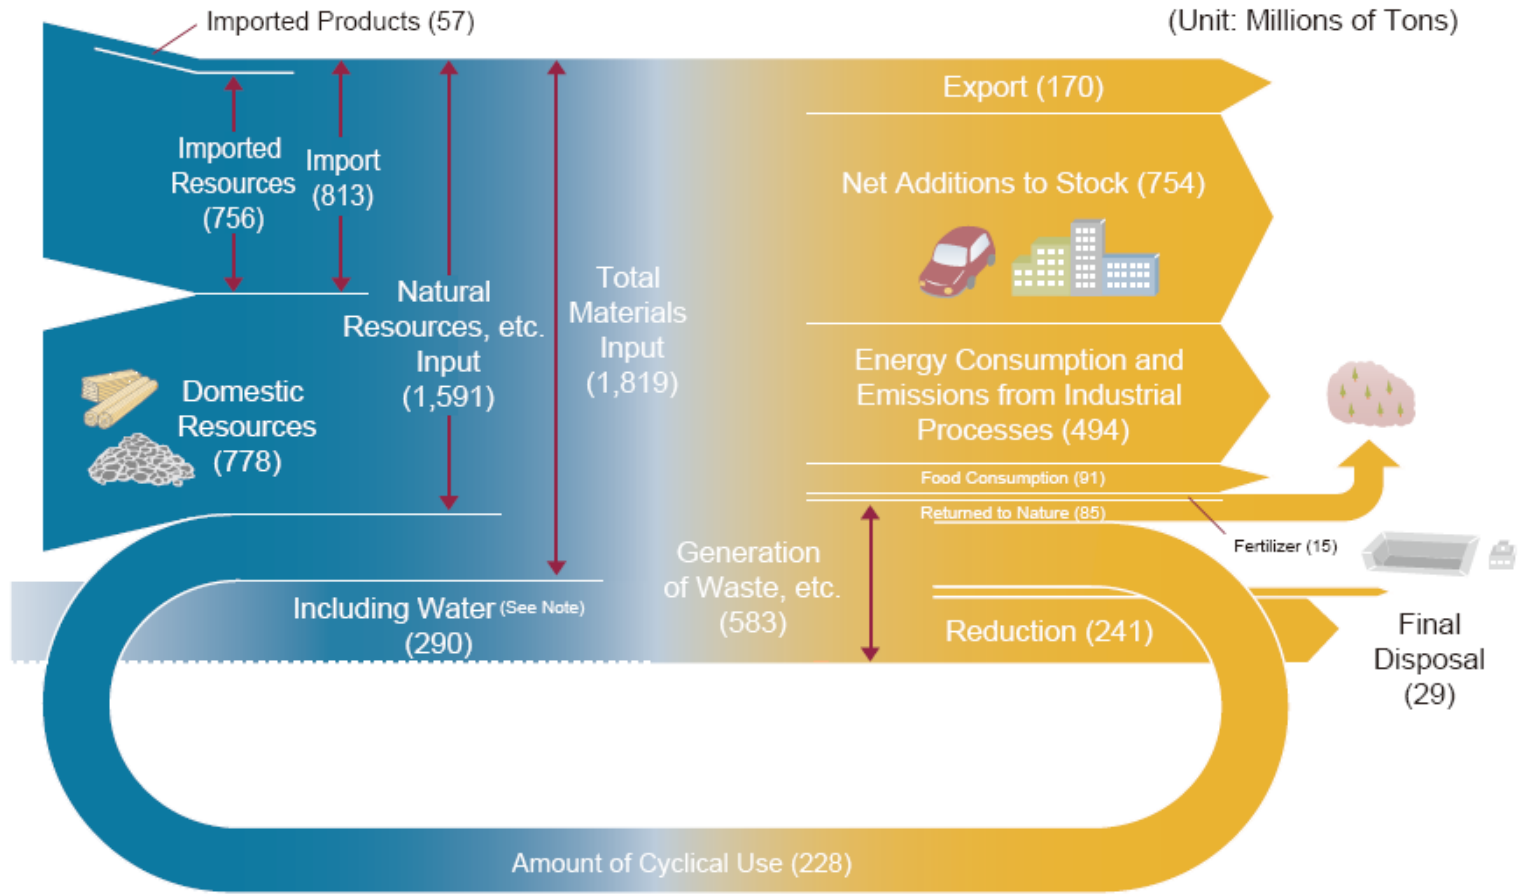 Imported Products (57)
(Unit: Millions of Tons)
Imported
Resources
(756)
Import
(813)
Natural
Resources, etc.
Input
(1,591)
Total
Materials
Input
(1,819)
Domestic
Resources
(778)
Including Water (See Note)
(290)
Export (170)
Net Additions to Stock (754)
Energy Consumption and
Emissions from Industrial
Processes (494)
Food Consumption (91)
Returned to Nature (85)
Fertilizer (15)
Generation
of Waste, etc.
(583)
Reduction (241)
Final
Disposal
(29)
Amount of Cyclical Use (228)